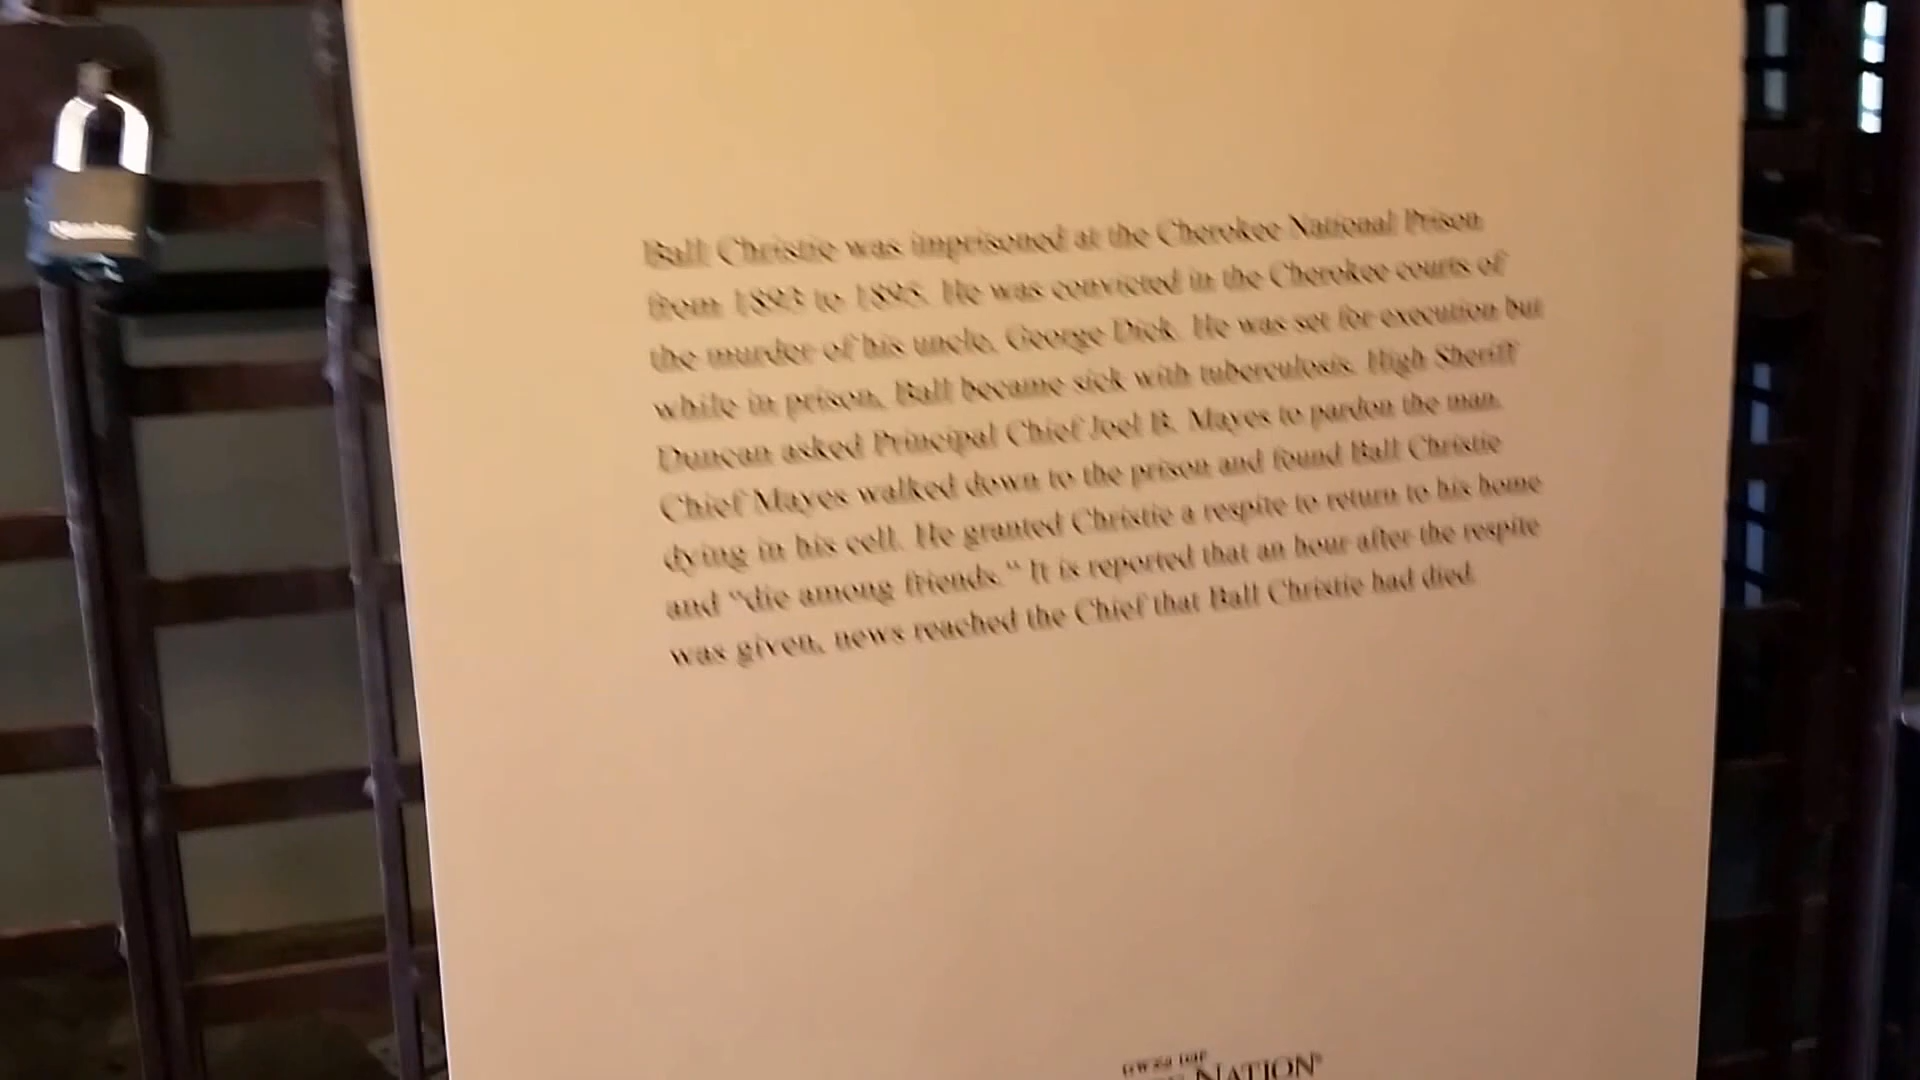 Ball Christie was imprisoned at the Cherokee National Prison
from 1893 to 1895. He was convicted in the Cherokee courts of
the murder of his uncle, George Dick. He was set for execution but
while in prison, Ball became sick with tuberculosis. High Sheriff
Duncan asked Principal Chief Joel B. Mayes to pardon the man.
Chief Mayes walked down to the prison and found Ball Christie
dying in his cell. He granted Christie a respite to return to his home
and “die among friends.“ It is reported that an hour after the respite
was given, news reached the Chief that Ball Christie had died.
NATION®